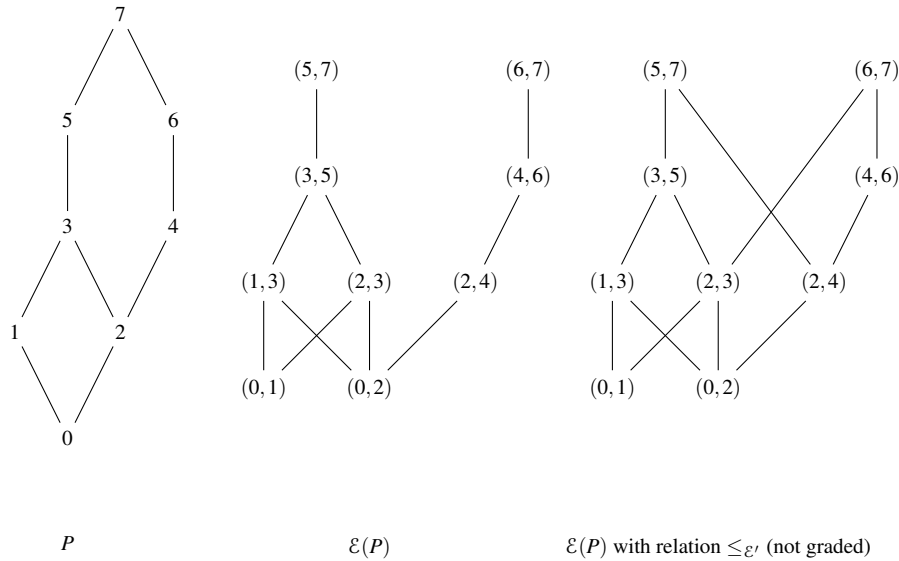 7
(5,7) (6,7) (5,7) (6,7)
5 6
(3,5) (4,6) (3,5) (4,6)
3 4
(1,3) (2,3) (2,4) (1,3) (2,3) (2,4)
1 2
(0,1) (0,2) (0,1) (0,2)
0
P ℰ(P) ℰ(P) with relation ≤_ℰ′ (not graded)